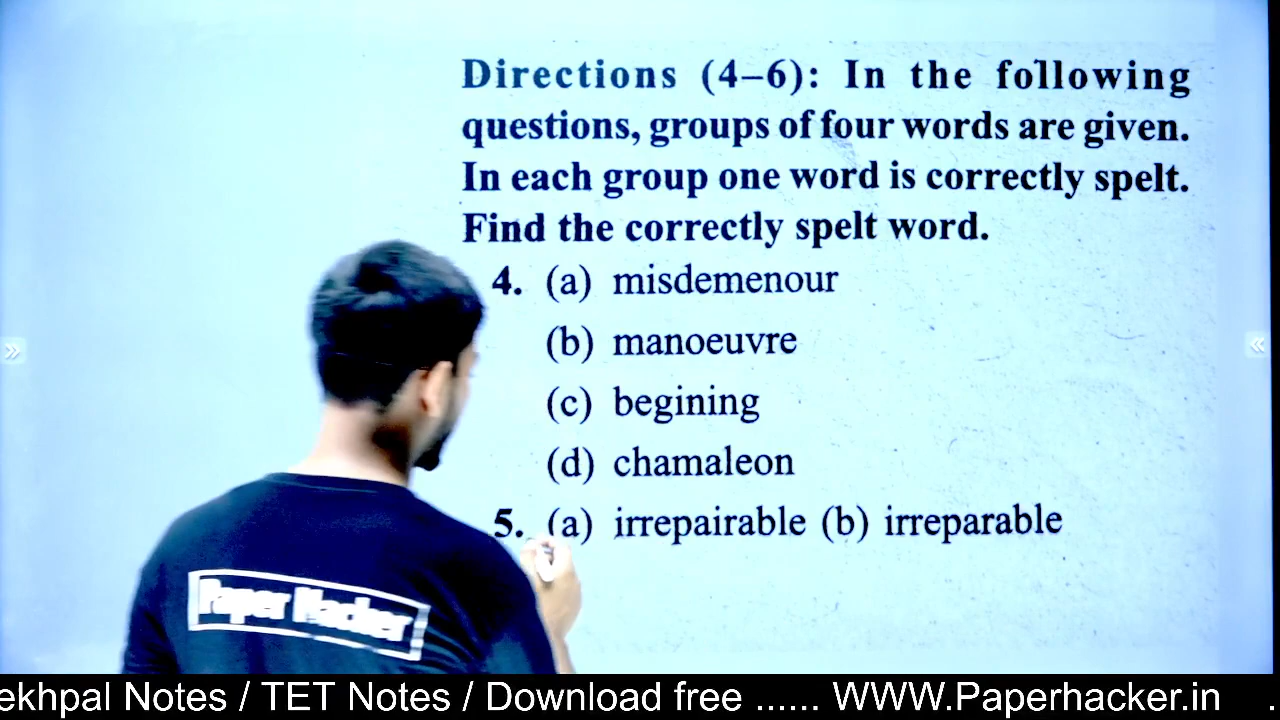 Directions (4–6): In the following
questions, groups of four words are given.
In each group one word is correctly spelt.
Find the correctly spelt word.
4. (a) misdemenour
(b) manoeuvre
(c) begining
(d) chamaleon
5. (a) irrepairable (b) irreparable
Paper Hacker
ekhpal Notes / TET Notes / Download free ...... WWW.Paperhacker.in .